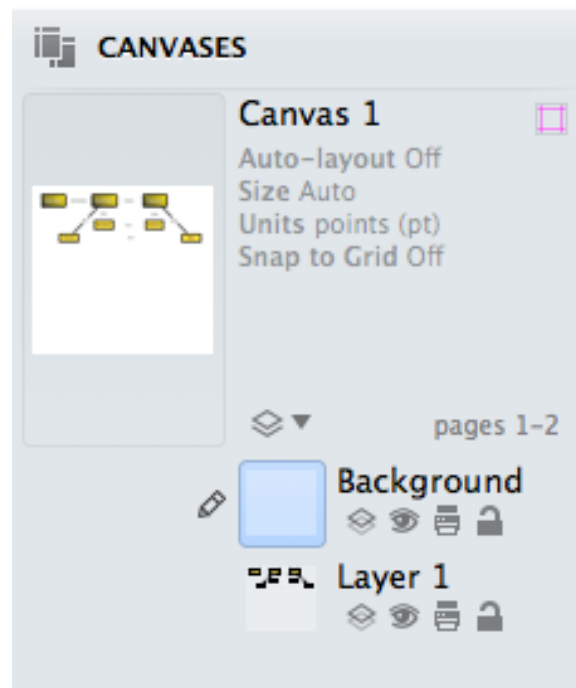 CANVASES
Canvas 1
Auto-layout Off
Size Auto
Units points (pt)
Snap to Grid Off
pages 1-2
Background
Layer 1